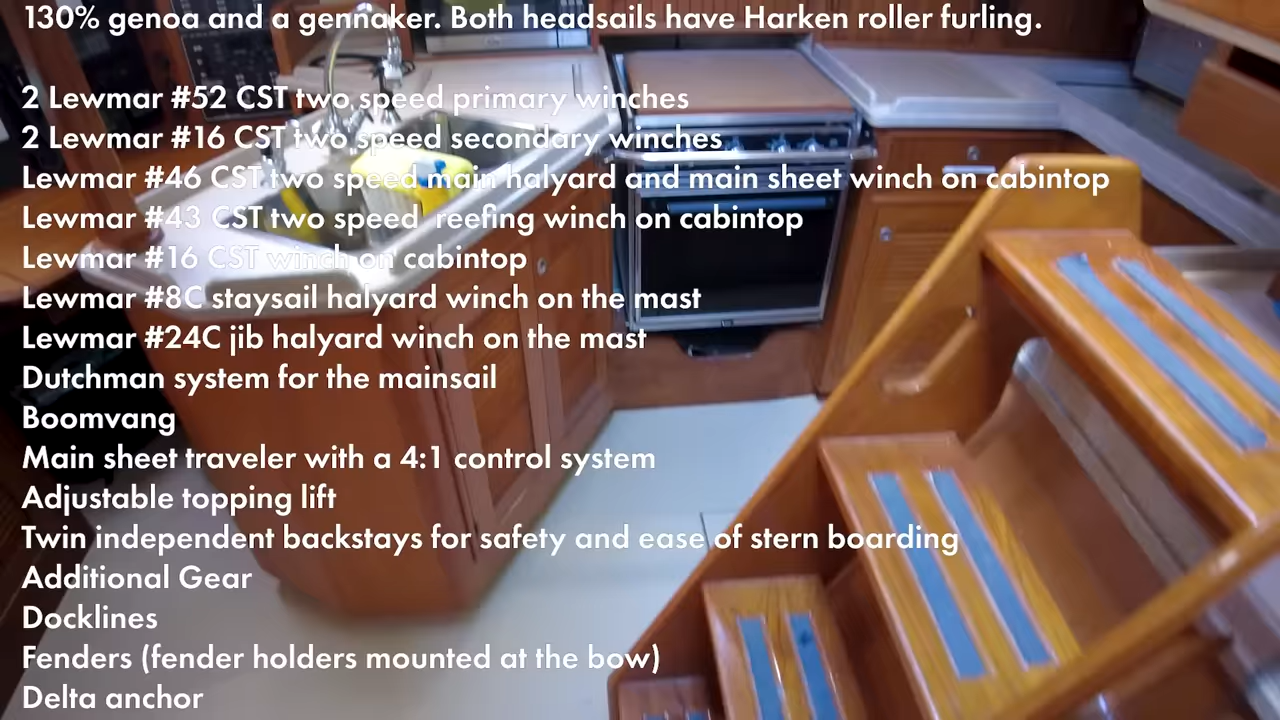 130% genoa and a gennaker. Both headsails have Harken roller furling.
2 Lewmar #52 CST two speed primary winches
2 Lewmar #16 CST two speed secondary winches
Lewmar #46 CST two speed main halyard and main sheet winch on cabintop
Lewmar #43 CST two speed  reefing winch on cabintop
Lewmar #16 CST winch on cabintop
Lewmar #8C staysail halyard winch on the mast
Lewmar #24C jib halyard winch on the mast
Dutchman system for the mainsail
Boomvang
Main sheet traveler with a 4:1 control system
Adjustable topping lift
Twin independent backstays for safety and ease of stern boarding
Additional Gear
Docklines
Fenders (fender holders mounted at the bow)
Delta anchor